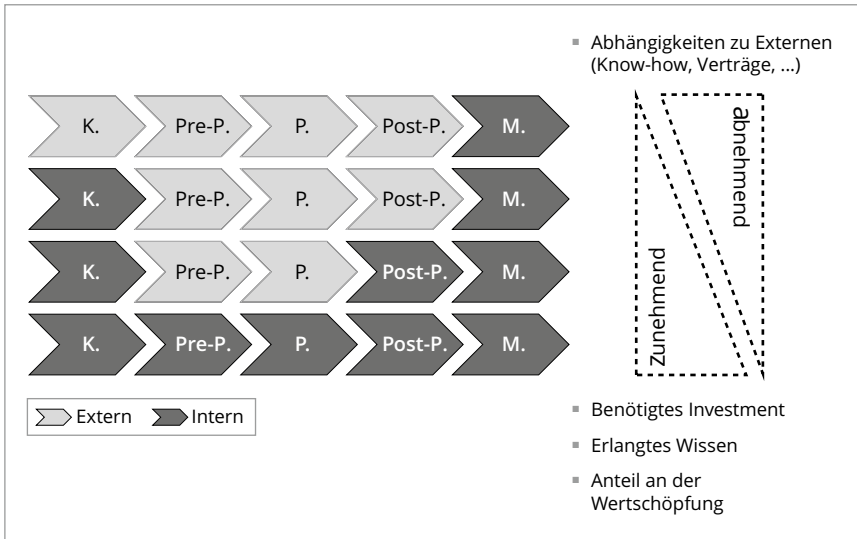 ▪ Abhängigkeiten zu Externen
(Know-how, Verträge, ...)
K. Pre-P. P. Post-P. M.
K. Pre-P. P. Post-P. M.
K. Pre-P. P. Post-P. M.
K. Pre-P. P. Post-P. M.
abnehmend
Zunehmend
Extern Intern
▪ Benötigtes Investment
▪ Erlangtes Wissen
▪ Anteil an der
Wertschöpfung